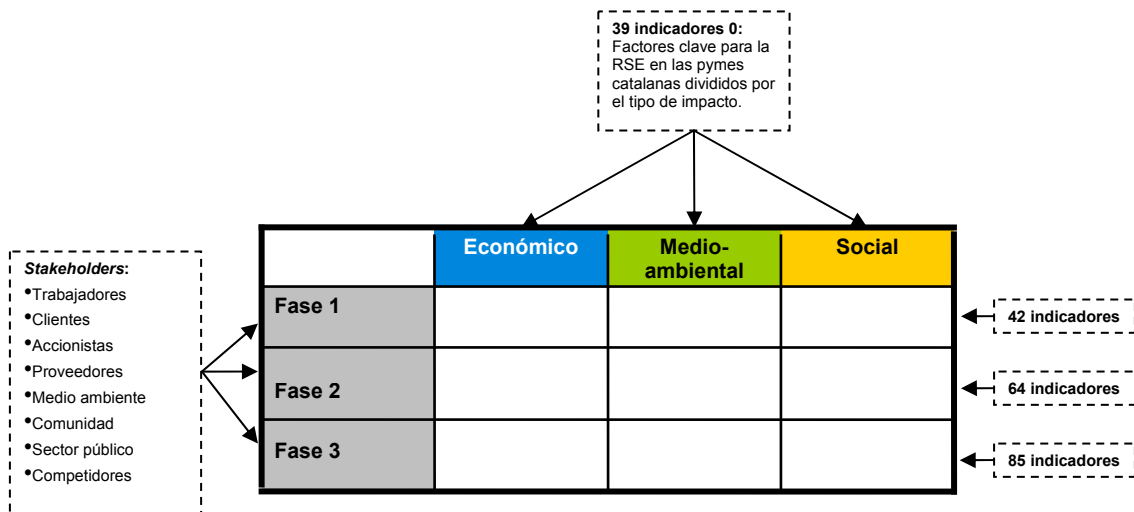 39 indicadores 0:
Factores clave para la
RSE en las pymes
catalanas divididos por
el tipo de impacto.
Económico
Medio-
ambiental
Social
Stakeholders:
•Trabajadores
•Clientes
•Accionistas
•Proveedores
•Medio ambiente
•Comunidad
•Sector público
•Competidores
Fase 1
42 indicadores
Fase 2
64 indicadores
Fase 3
85 indicadores